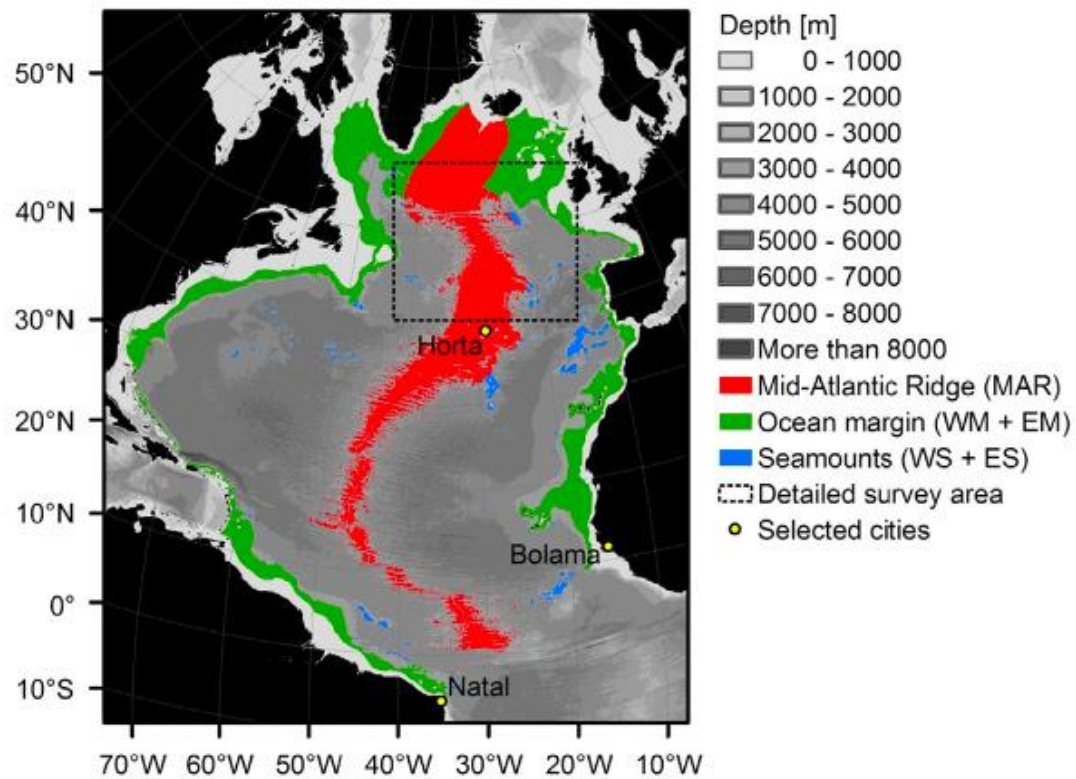 50°N
40°N
30°N
20°N
10°N
0°
10°S
70°W 60°W 50°W 40°W 30°W 20°W 10°W
Horta
Bolama
Natal
Depth [m]
0 - 1000
1000 - 2000
2000 - 3000
3000 - 4000
4000 - 5000
5000 - 6000
6000 - 7000
7000 - 8000
More than 8000
Mid-Atlantic Ridge (MAR)
Ocean margin (WM + EM)
Seamounts (WS + ES)
Detailed survey area
Selected cities